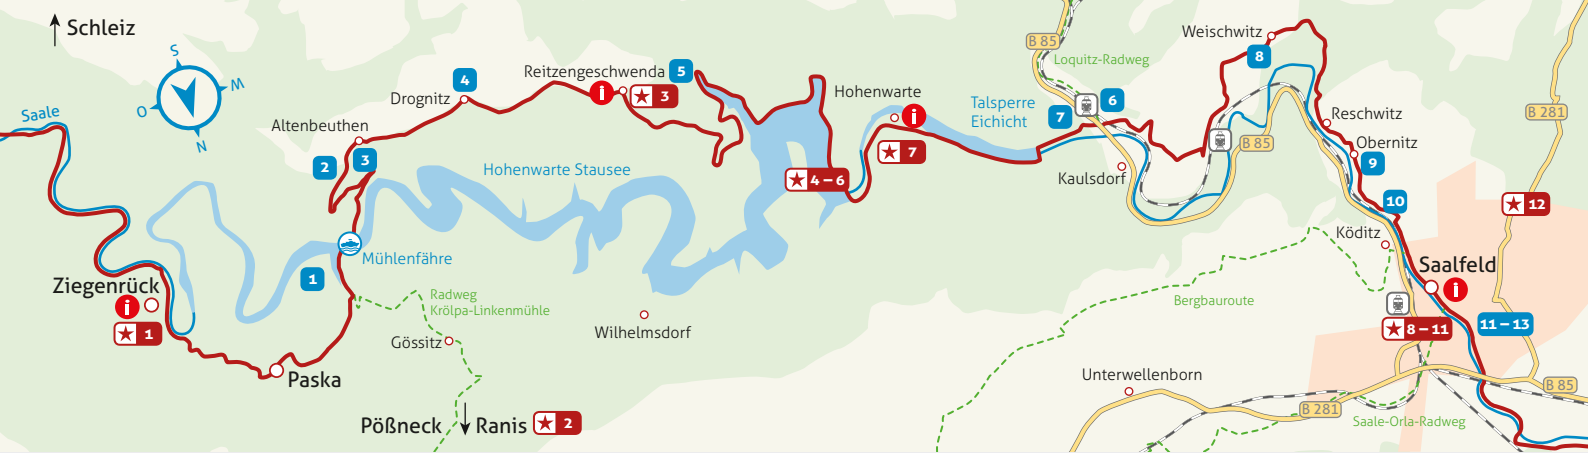 Schleiz
S
W
O
N
Saale
Ziegenrück
i
1
Paska
2
3
Altenbeuthen
Drognitz
4
Reitzengeschwenda
5
i
3
Hohenwarte Stausee
Mühlenfähre
1
Radweg
Krölpa-Linkenmühle
Gössitz
Pößneck
Ranis
2
Wilhelmsdorf
Hohenwarte
i
7
4 – 6
Talsperre
Eichicht
B 85
Loquitz-Radweg
7
6
Kaulsdorf
Weischwitz
8
B 85
Reschwitz
Obernitz
9
10
Köditz
Saalfeld
i
8 – 11
11 – 13
12
B 281
Bergbauroute
Unterwellenborn
B 281
B 85
Saale-Orla-Radweg